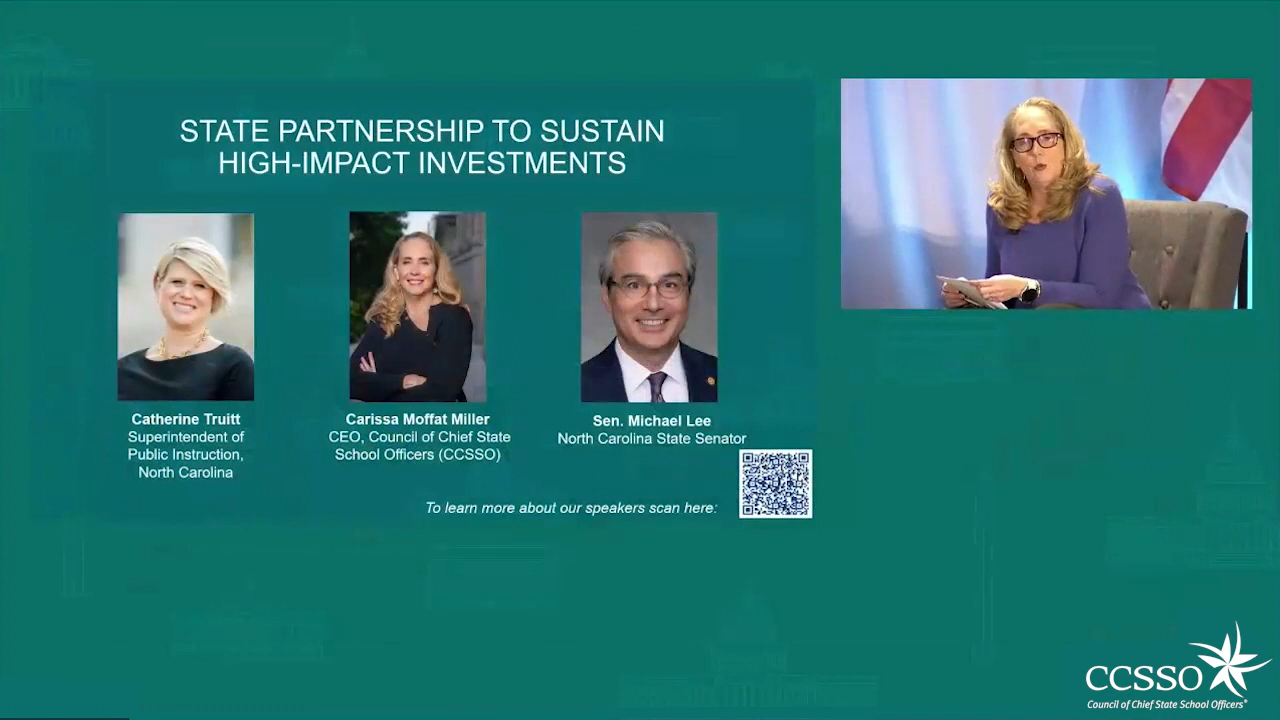 STATE PARTNERSHIP TO SUSTAIN
HIGH-IMPACT INVESTMENTS
Catherine Truitt
Superintendent of
Public Instruction,
North Carolina
Carissa Moffat Miller
CEO, Council of Chief State
School Officers (CCSSO)
Sen. Michael Lee
North Carolina State Senator
To learn more about our speakers scan here:
CCSSO
Council of Chief State School Officers®